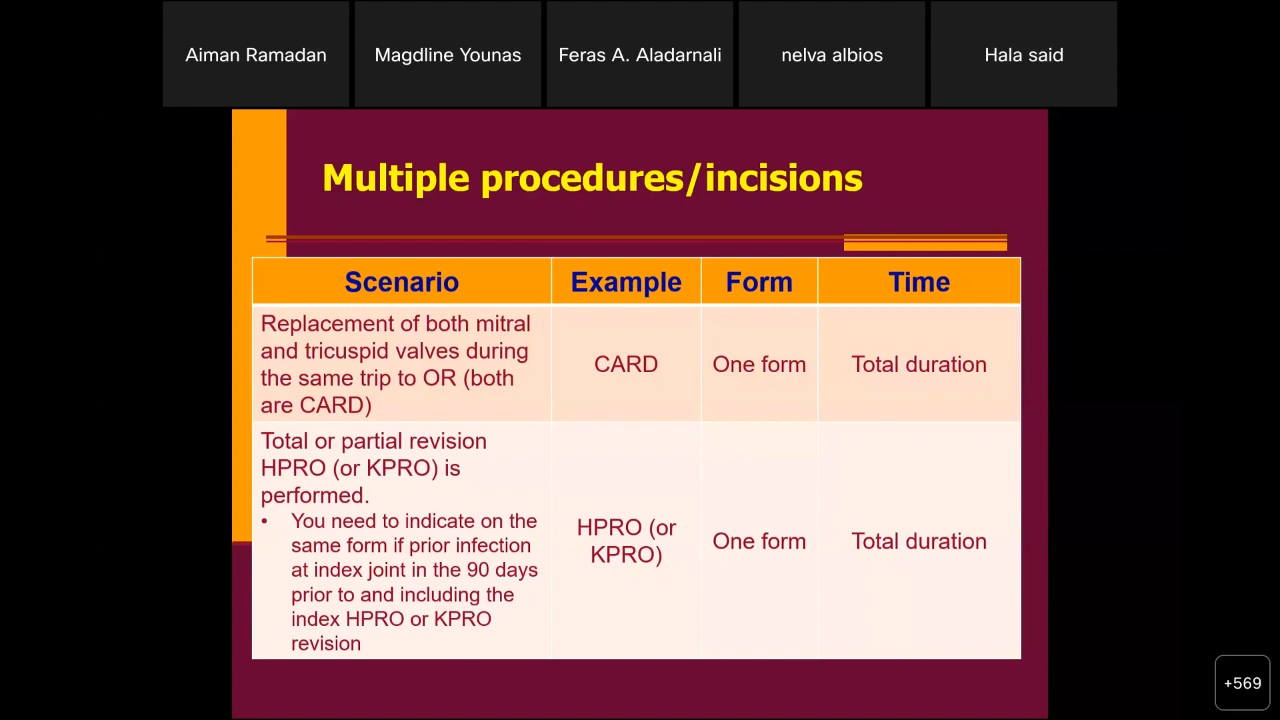 Aiman Ramadan
Magdline Younas
Feras A. Aladarnali
nelva albios
Hala said
Multiple procedures/incisions
Scenario
Example
Form
Time
Replacement of both mitral
and tricuspid valves during
the same trip to OR (both
are CARD)
CARD
One form
Total duration
Total or partial revision
HPRO (or KPRO) is
performed.
• You need to indicate on the
same form if prior infection
at index joint in the 90 days
prior to and including the
index HPRO or KPRO
revision
HPRO (or
KPRO)
One form
Total duration
+569